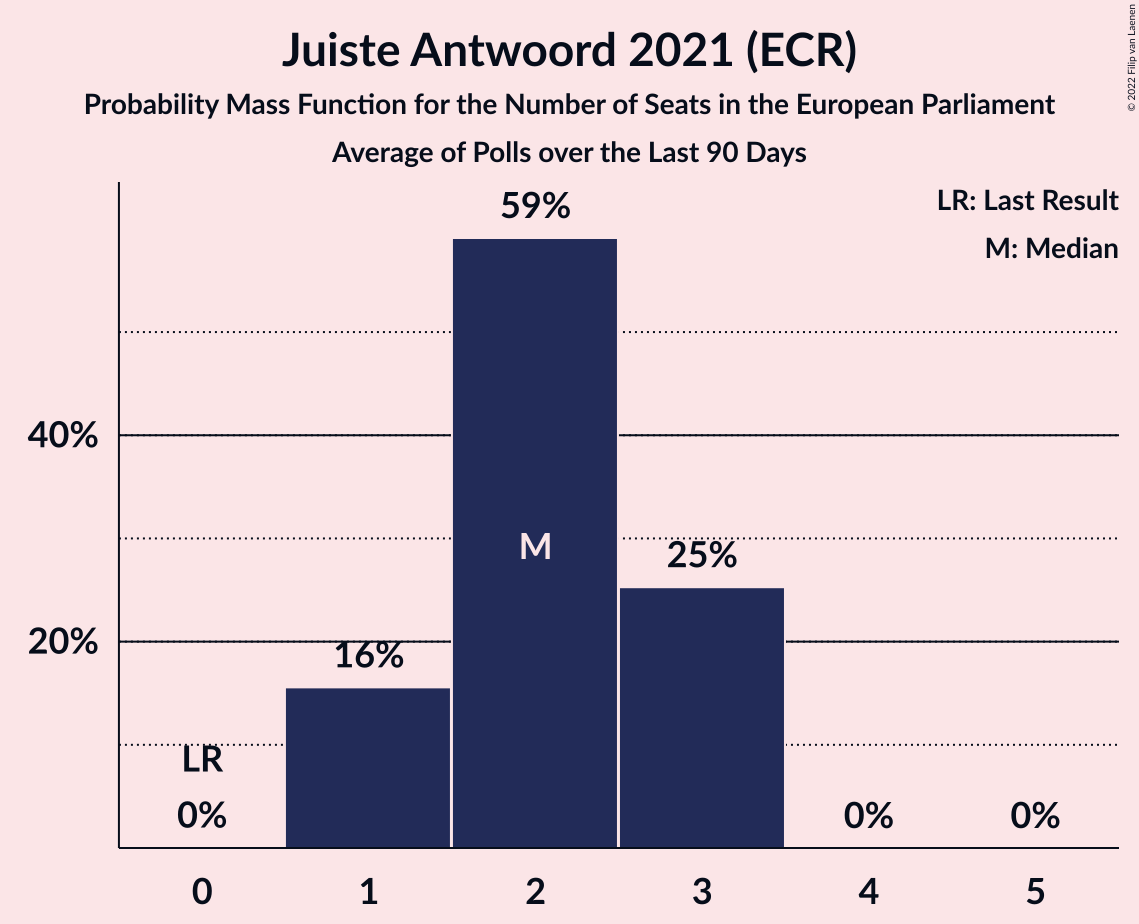 Juiste Antwoord 2021 (ECR)
Probability Mass Function for the Number of Seats in the European Parliament
Average of Polls over the Last 90 Days
© 2022 Filip van Laenen
LR: Last Result
M: Median
59%
40%
M
25%
20%
16%
LR
0%
0%
0%
0 1 2 3 4 5